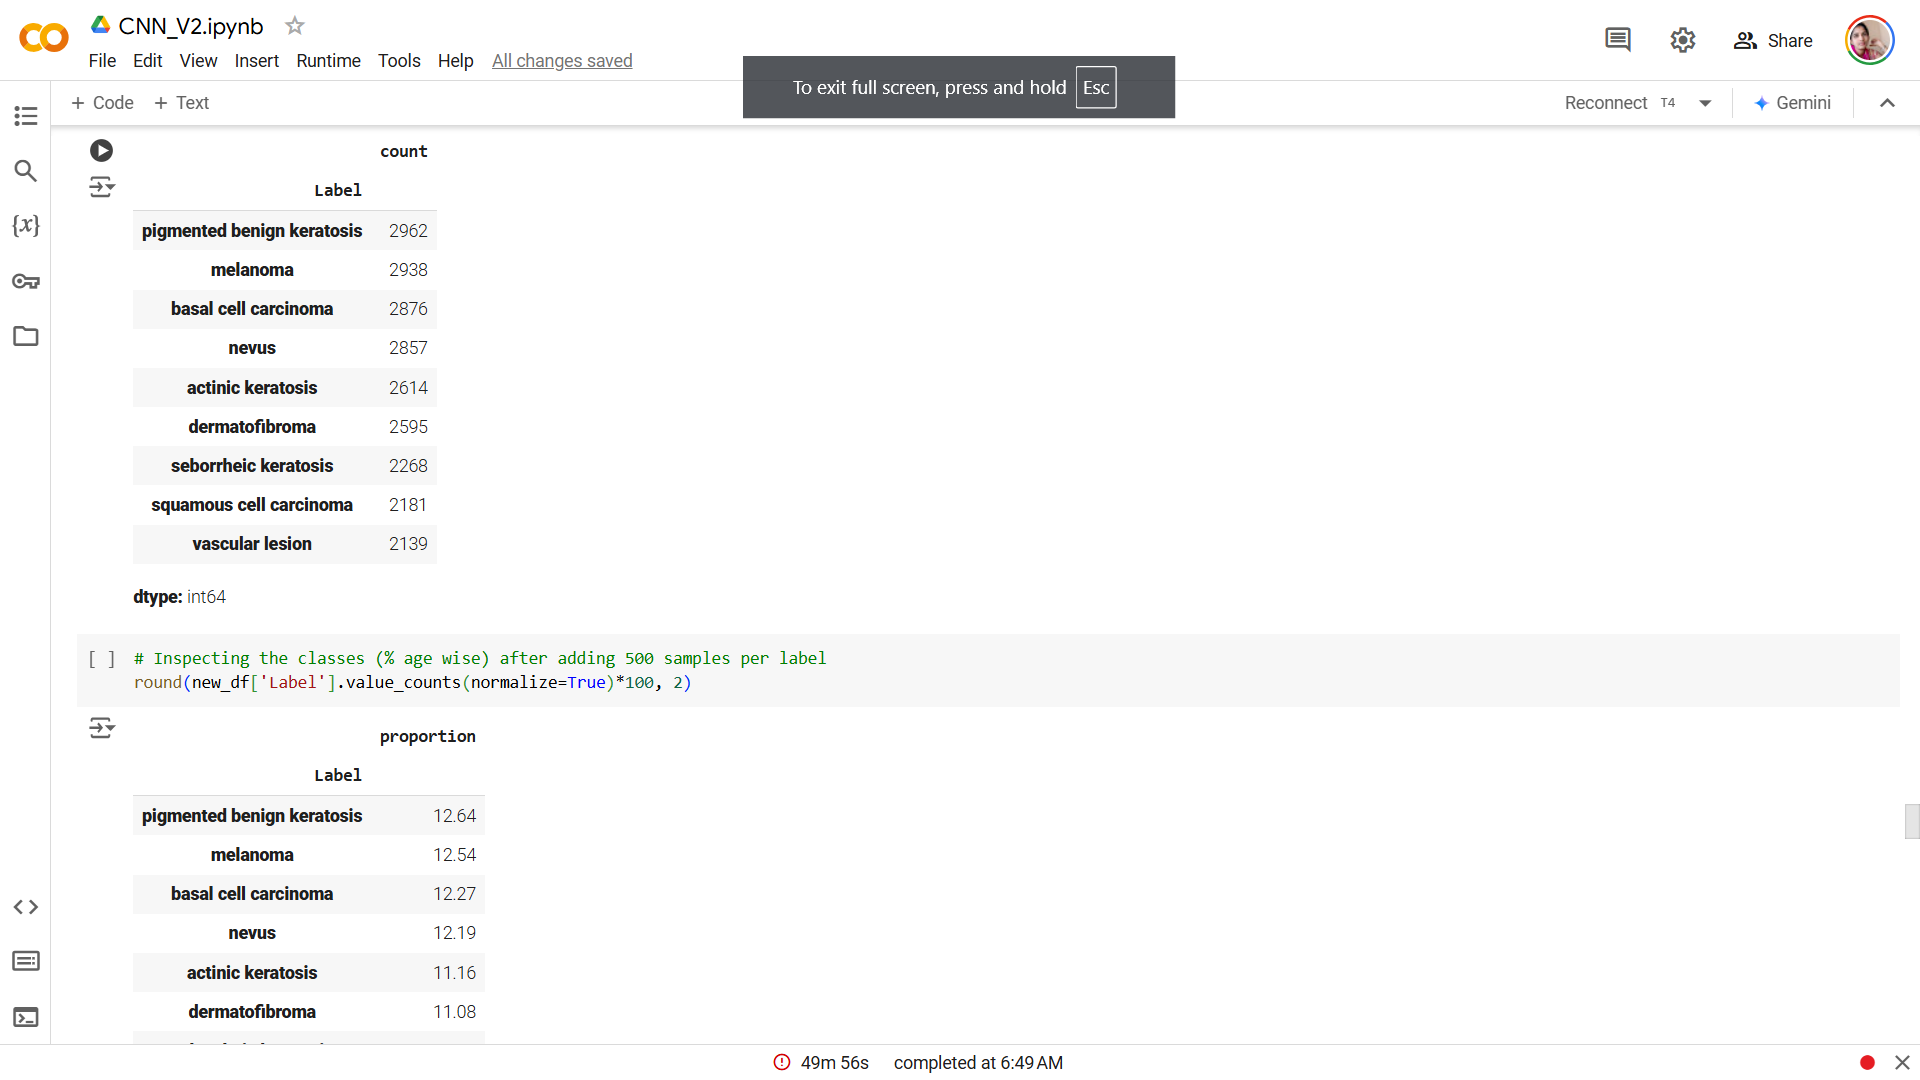 CNN_V2.ipynb
File Edit View Insert Runtime Tools Help All changes saved
To exit full screen, press and hold Esc
Share
+ Code + Text
Reconnect T4
Gemini
{x}
count
Label
pigmented benign keratosis 2962
melanoma 2938
basal cell carcinoma 2876
nevus 2857
actinic keratosis 2614
dermatofibroma 2595
seborrheic keratosis 2268
squamous cell carcinoma 2181
vascular lesion 2139
dtype: int64
[ ] # Inspecting the classes (% age wise) after adding 500 samples per label
round(new_df['Label'].value_counts(normalize=True)*100, 2)
proportion
Label
pigmented benign keratosis 12.64
melanoma 12.54
basal cell carcinoma 12.27
nevus 12.19
actinic keratosis 11.16
dermatofibroma 11.08
49m 56s completed at 6:49 AM